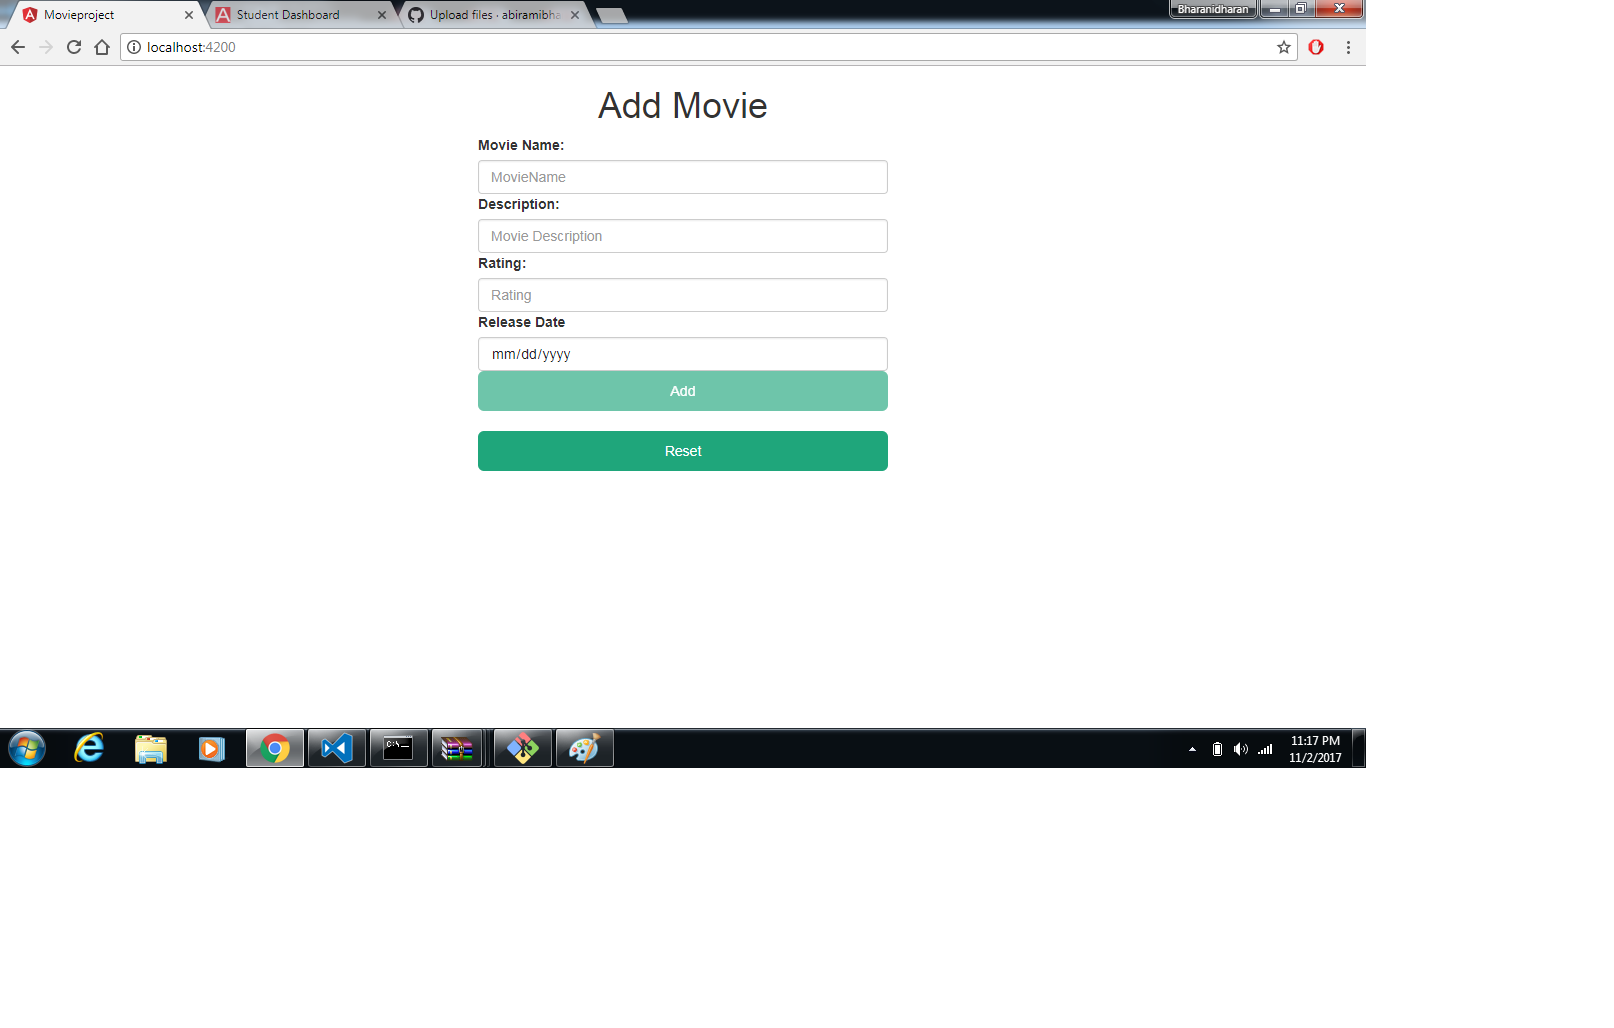 Movieproject
Student Dashboard
Upload files · abiramibha
Bharanidharan
localhost:4200
Add Movie
Movie Name:
MovieName
Description:
Movie Description
Rating:
Rating
Release Date
mm/dd/yyyy
Add
Reset
C:\
11:17 PM
11/2/2017